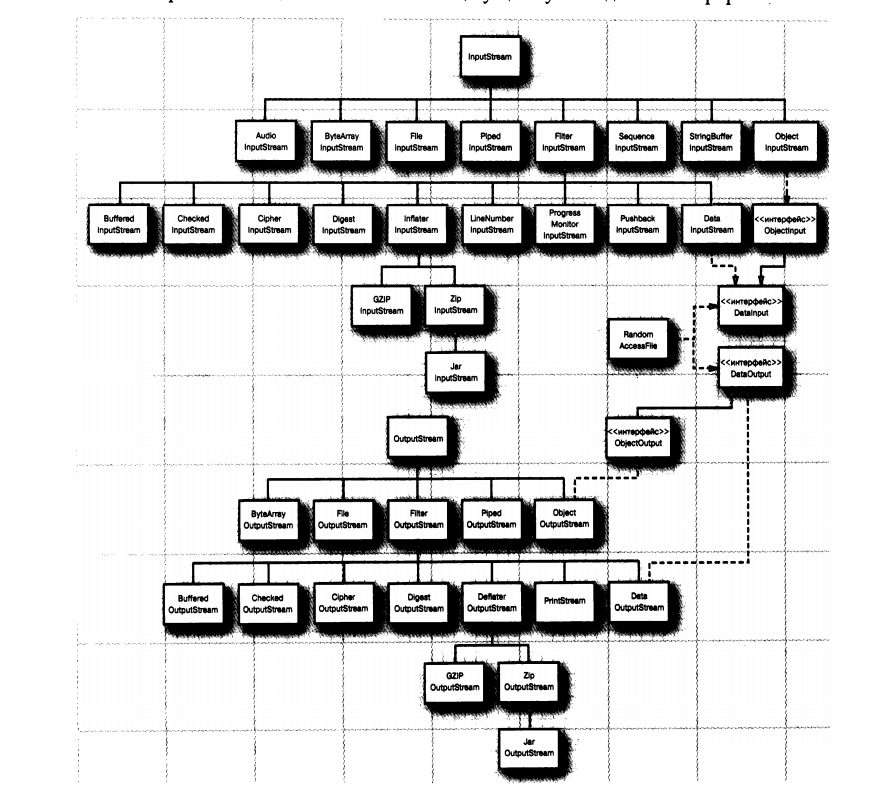 InputStream
Audio
InputStream
ByteArray
InputStream
File
InputStream
Piped
InputStream
Filter
InputStream
Sequence
InputStream
StringBuffer
InputStream
Object
InputStream
Buffered
InputStream
Checked
InputStream
Cipher
InputStream
Digest
InputStream
Inflater
InputStream
LineNumber
InputStream
Progress
Monitor
InputStream
Pushback
InputStream
Data
InputStream
<<интерфейс>>
ObjectInput
GZIP
InputStream
Zip
InputStream
<<интерфейс>>
DataInput
Random
AccessFile
Jar
InputStream
<<интерфейс>>
DataOutput
OutputStream
<<интерфейс>>
ObjectOutput
ByteArray
OutputStream
File
OutputStream
Filter
OutputStream
Piped
OutputStream
Object
OutputStream
Buffered
OutputStream
Checked
OutputStream
Cipher
OutputStream
Digest
OutputStream
Deflater
OutputStream
PrintStream
Data
OutputStream
GZIP
OutputStream
Zip
OutputStream
Jar
OutputStream